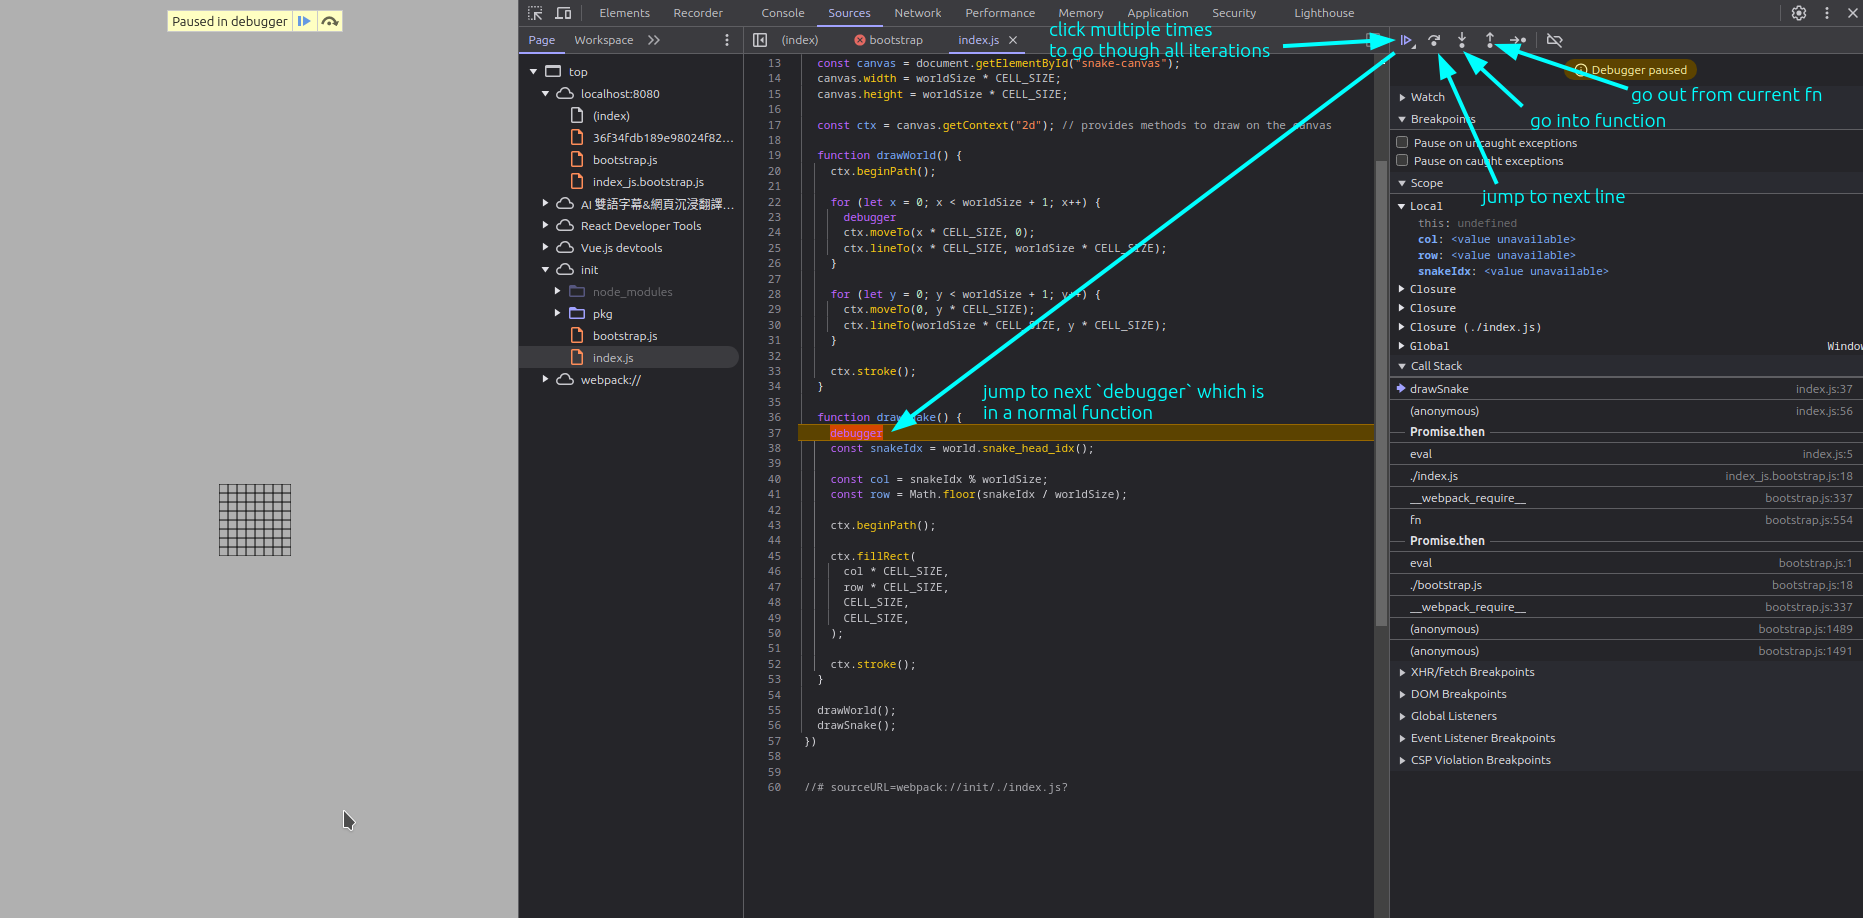 Paused in debugger
Elements Recorder Console Sources Network Performance Memory Application Security Lighthouse
Page Workspace
(index) bootstrap index.js
click multiple times
to go though all iterations
Debugger paused
top
localhost:8080
(index)
36f34fdb189e98024f82...
bootstrap.js
index_js.bootstrap.js
AI 雙語字幕&網頁沉浸翻譯...
React Developer Tools
Vue.js devtools
init
node_modules
pkg
bootstrap.js
index.js
webpack://
13 const canvas = document.getElementById("snake-canvas");
14 canvas.width = worldSize * CELL_SIZE;
15 canvas.height = worldSize * CELL_SIZE;
16
17 const ctx = canvas.getContext("2d"); // provides methods to draw on the canvas
18
19 function drawWorld() {
20 ctx.beginPath();
21
22 for (let x = 0; x < worldSize + 1; x++) {
23 debugger
24 ctx.moveTo(x * CELL_SIZE, 0);
25 ctx.lineTo(x * CELL_SIZE, worldSize * CELL_SIZE);
26 }
27
28 for (let y = 0; y < worldSize + 1; y++) {
29 ctx.moveTo(0, y * CELL_SIZE);
30 ctx.lineTo(worldSize * CELL_SIZE, y * CELL_SIZE);
31 }
32
33 ctx.stroke();
34 }
35
36 function drawSnake() {
37 debugger
38 const snakeIdx = world.snake_head_idx();
39
40 const col = snakeIdx % worldSize;
41 const row = Math.floor(snakeIdx / worldSize);
42
43 ctx.beginPath();
44
45 ctx.fillRect(
46 col * CELL_SIZE,
47 row * CELL_SIZE,
48 CELL_SIZE,
49 CELL_SIZE,
50 );
51
52 ctx.stroke();
53 }
54
55 drawWorld();
56 drawSnake();
57 })
58
59
60 //# sourceURL=webpack://init/./index.js?
jump to next `debugger` which is
in a normal function
go out from current fn
go into function
jump to next line
Watch
Breakpoints
Pause on uncaught exceptions
Pause on caught exceptions
Scope
Local
this: undefined
col: <value unavailable>
row: <value unavailable>
snakeIdx: <value unavailable>
Closure
Closure
Closure (./index.js)
Global Window
Call Stack
drawSnake index.js:37
(anonymous) index.js:56
Promise.then
eval index.js:5
./index.js index_js.bootstrap.js:18
__webpack_require__ bootstrap.js:337
fn bootstrap.js:554
Promise.then
eval bootstrap.js:1
./bootstrap.js bootstrap.js:18
__webpack_require__ bootstrap.js:337
(anonymous) bootstrap.js:1489
(anonymous) bootstrap.js:1491
XHR/fetch Breakpoints
DOM Breakpoints
Global Listeners
Event Listener Breakpoints
CSP Violation Breakpoints